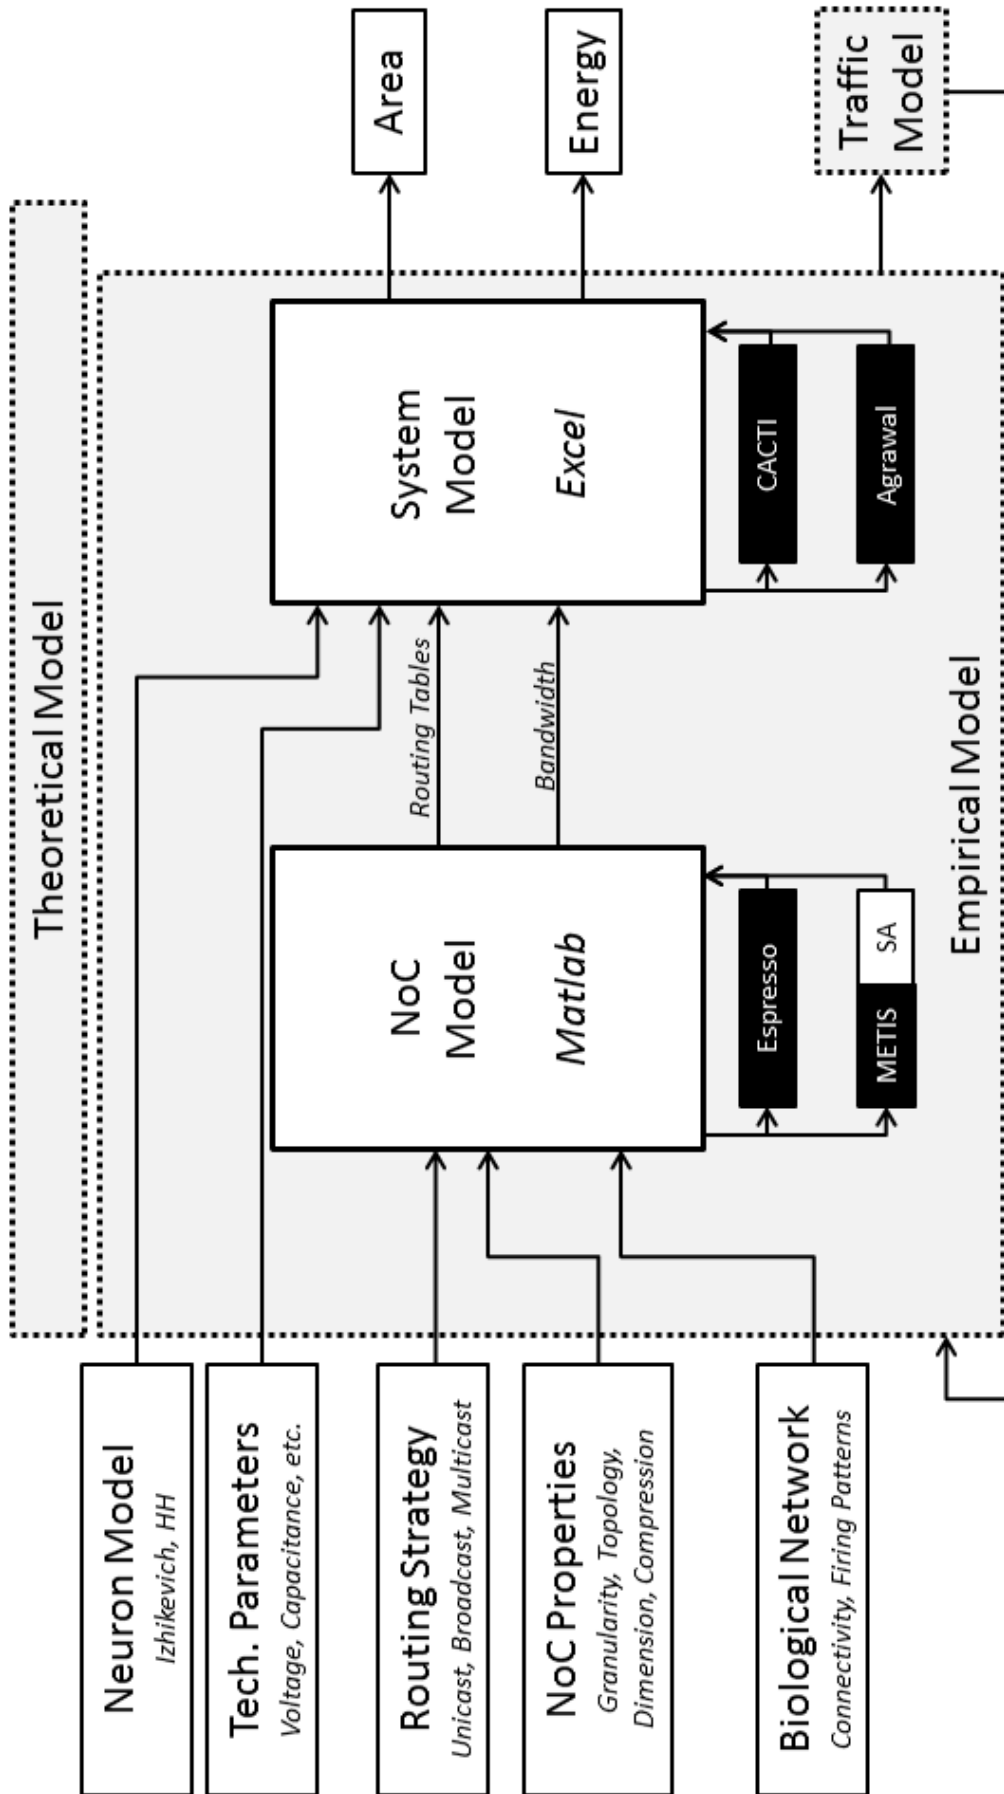 Theoretical Model
Neuron Model
Izhikevich, HH
Tech. Parameters
Voltage, Capacitance, etc.
Routing Strategy
Unicast, Broadcast, Multicast
NoC Properties
Granularity, Topology,
Dimension, Compression
Biological Network
Connectivity, Firing Patterns
NoC
Model
Matlab
Espresso
METIS
SA
Routing Tables
Bandwidth
System
Model
Excel
CACTI
Agrawal
Empirical Model
Area
Energy
Traffic
Model